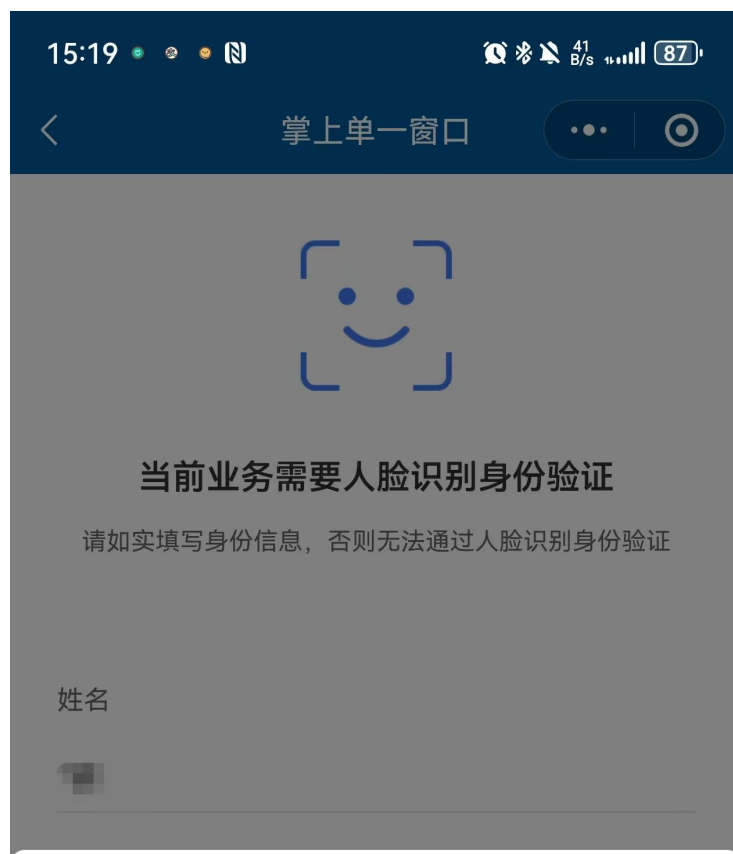 15:19 41 B/s 87
掌上单一窗口
当前业务需要人脸识别身份验证
请如实填写身份信息，否则无法通过人脸识别身份验证
姓名